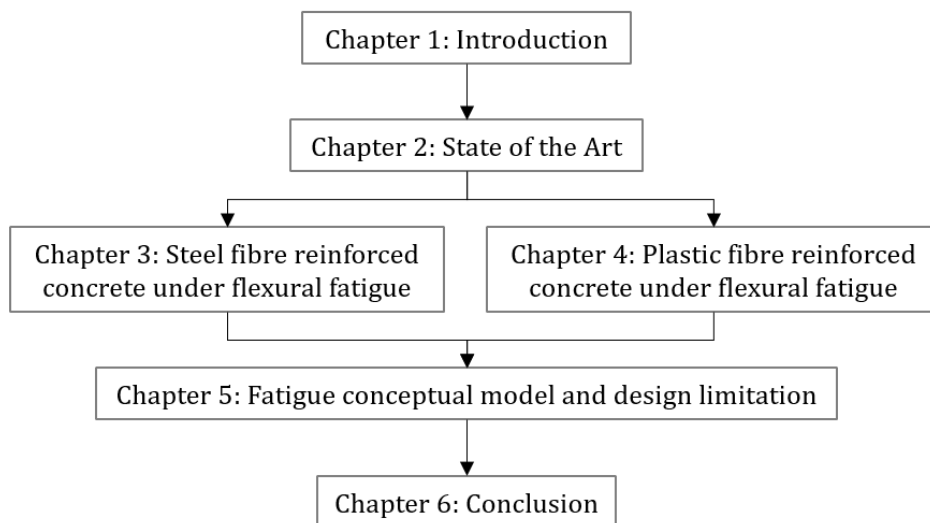 Chapter 1: Introduction
Chapter 2: State of the Art
Chapter 3: Steel fibre reinforced
concrete under flexural fatigue
Chapter 4: Plastic fibre reinforced
concrete under flexural fatigue
Chapter 5: Fatigue conceptual model and design limitation
Chapter 6: Conclusion